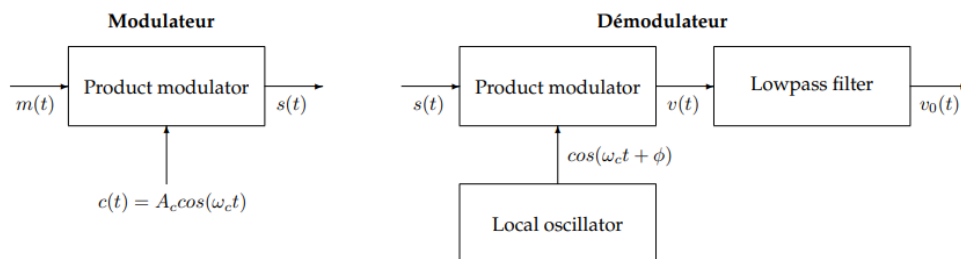 Modulateur
Product modulator
m(t)
s(t)
c(t) = A_c cos(ω_c t)
Démodulateur
s(t)
Product modulator
v(t)
Lowpass filter
v_0(t)
cos(ω_c t + ϕ)
Local oscillator